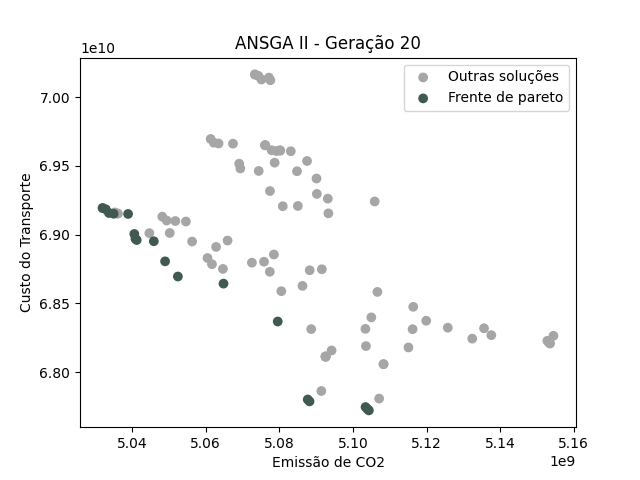 ANSGA II - Geração 20
1e10
Outras soluções
Frente de pareto
7.00
6.95
6.90
6.85
6.80
Custo do Transporte
5.04 5.06 5.08 5.10 5.12 5.14 5.16
Emissão de CO2
1e9